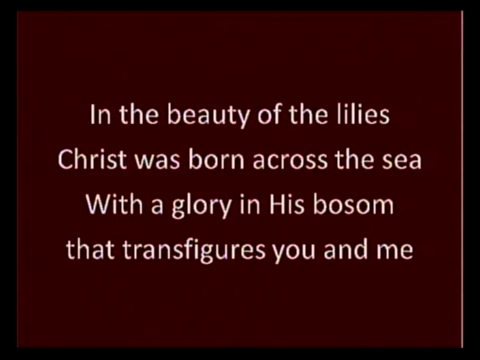 In the beauty of the lilies
Christ was born across the sea
With a glory in His bosom
that transfigures you and me